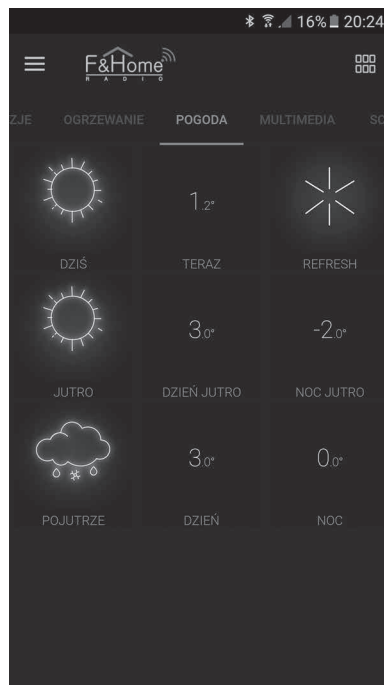 16% 20:24
F&Home
RADIO
ZJE OGRZEWANIE POGODA MULTIMEDIA SC
1.2°
DZIŚ TERAZ REFRESH
3.0° -2.0°
JUTRO DZIEŃ JUTRO NOC JUTRO
3.0° 0.0°
POJUTRZE DZIEŃ NOC